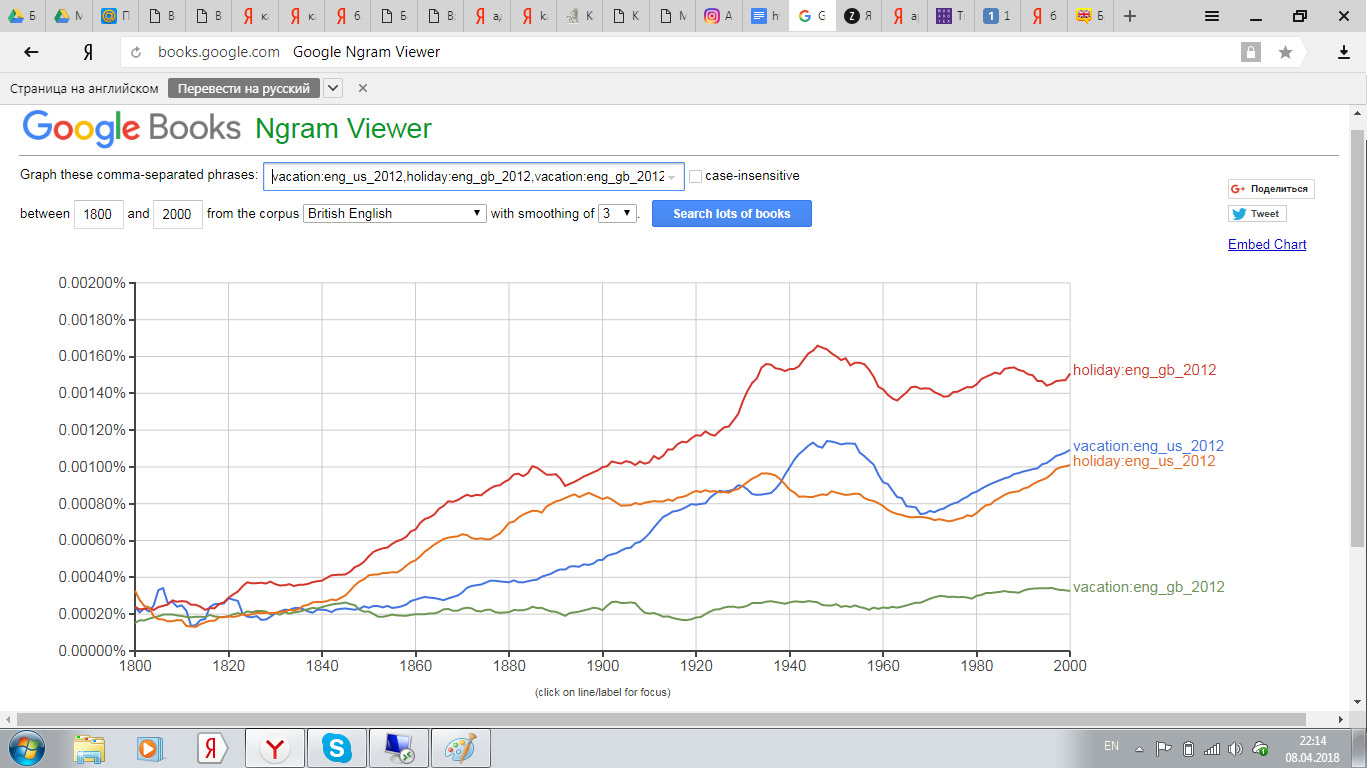 Б М П В В к к б Б В: а, k К К М А h G Я а| Т| 1 б Б
books.google.com Google Ngram Viewer
Страница на английском Перевести на русский
Google Books Ngram Viewer
Graph these comma-separated phrases: vacation:eng_us_2012,holiday:eng_gb_2012,vacation:eng_gb_2012 case-insensitive
between 1800 and 2000 from the corpus British English with smoothing of 3 . Search lots of books
G+ Поделиться
Tweet
Embed Chart
0.00200%
0.00180%
0.00160%
0.00140%
0.00120%
0.00100%
0.00080%
0.00060%
0.00040%
0.00020%
0.00000%
holiday:eng_gb_2012
vacation:eng_us_2012
holiday:eng_us_2012
vacation:eng_gb_2012
1800 1820 1840 1860 1880 1900 1920 1940 1960 1980 2000
(click on line/label for focus)
EN 22:14
08.04.2018